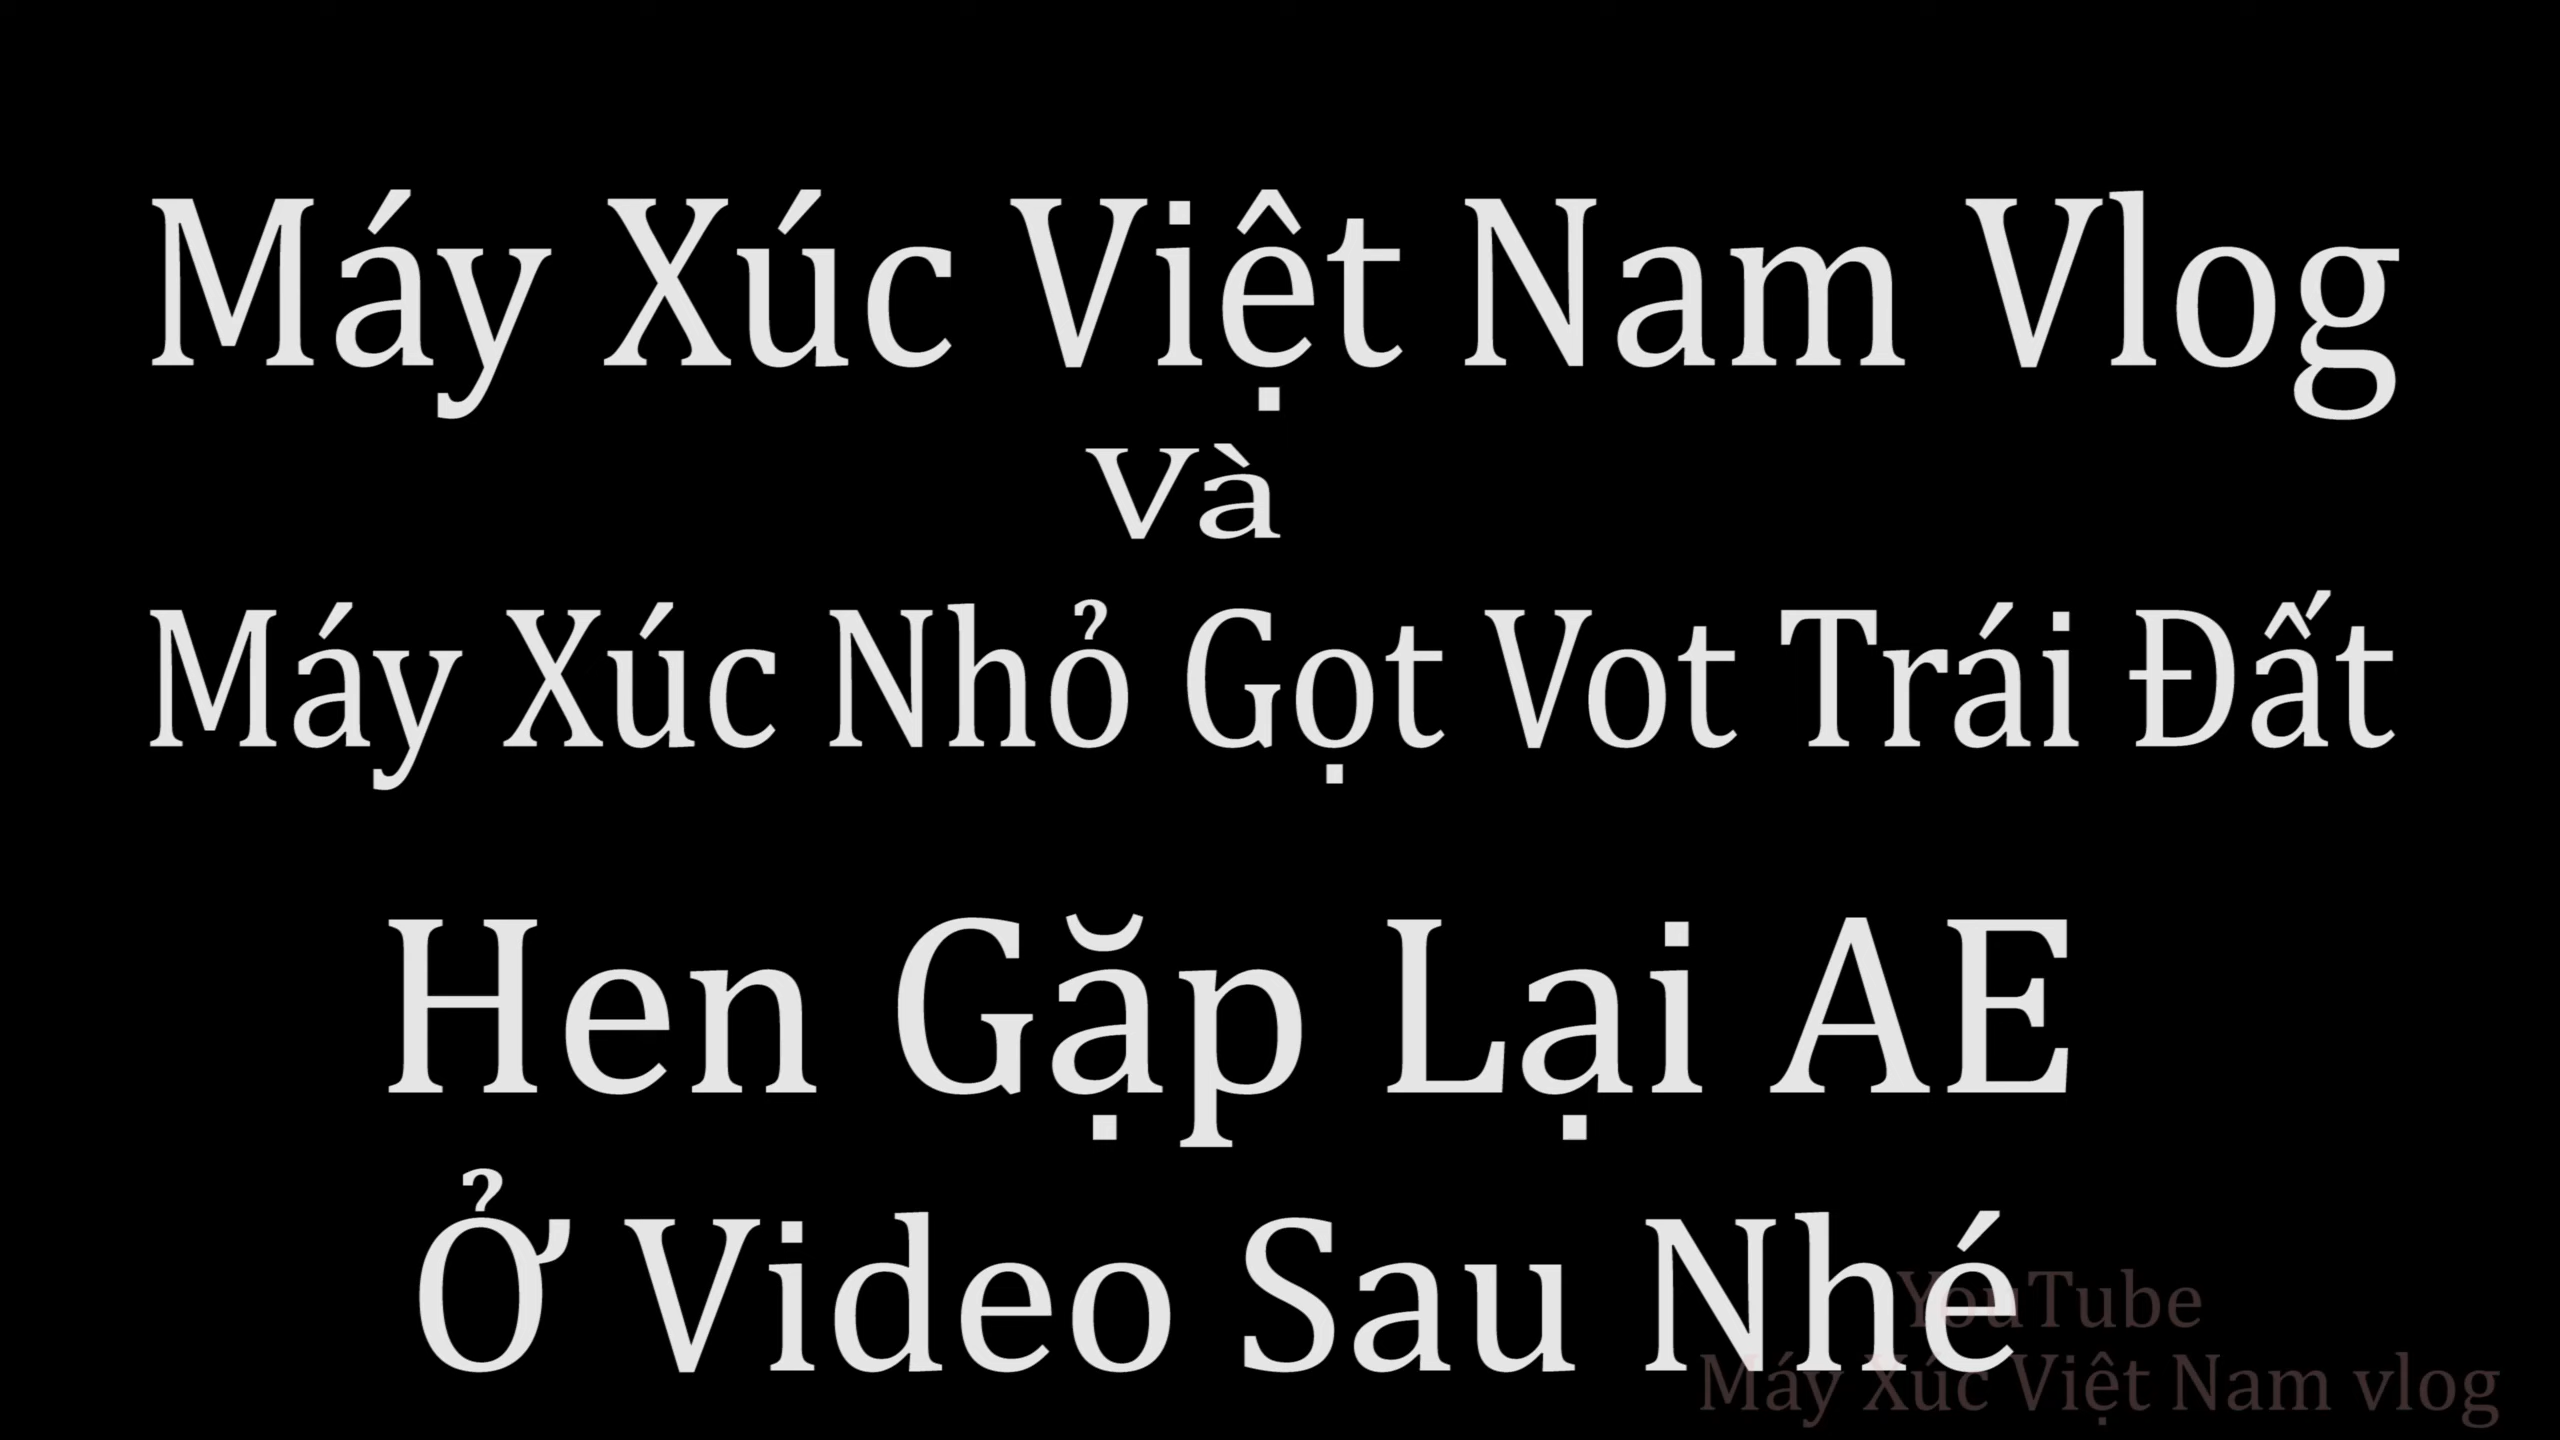 Máy Xúc Việt Nam Vlog
Và
Máy Xúc Nhỏ Gọt Vot Trái Đất
Hen Gặp Lại AE
Ở Video Sau Nhé
YouTube
Máy Xúc Việt Nam vlog